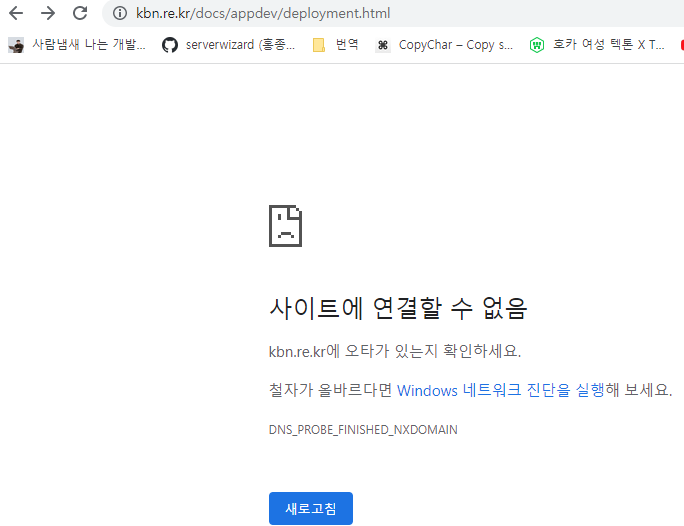 kbn.re.kr/docs/appdev/deployment.html
사람냄새 나는 개발... serverwizard (홍종... 번역 CopyChar – Copy s... 호카 여성 텍톤 X T...
사이트에 연결할 수 없음
kbn.re.kr에 오타가 있는지 확인하세요.
철자가 올바르다면 Windows 네트워크 진단을 실행해 보세요.
DNS_PROBE_FINISHED_NXDOMAIN
새로고침